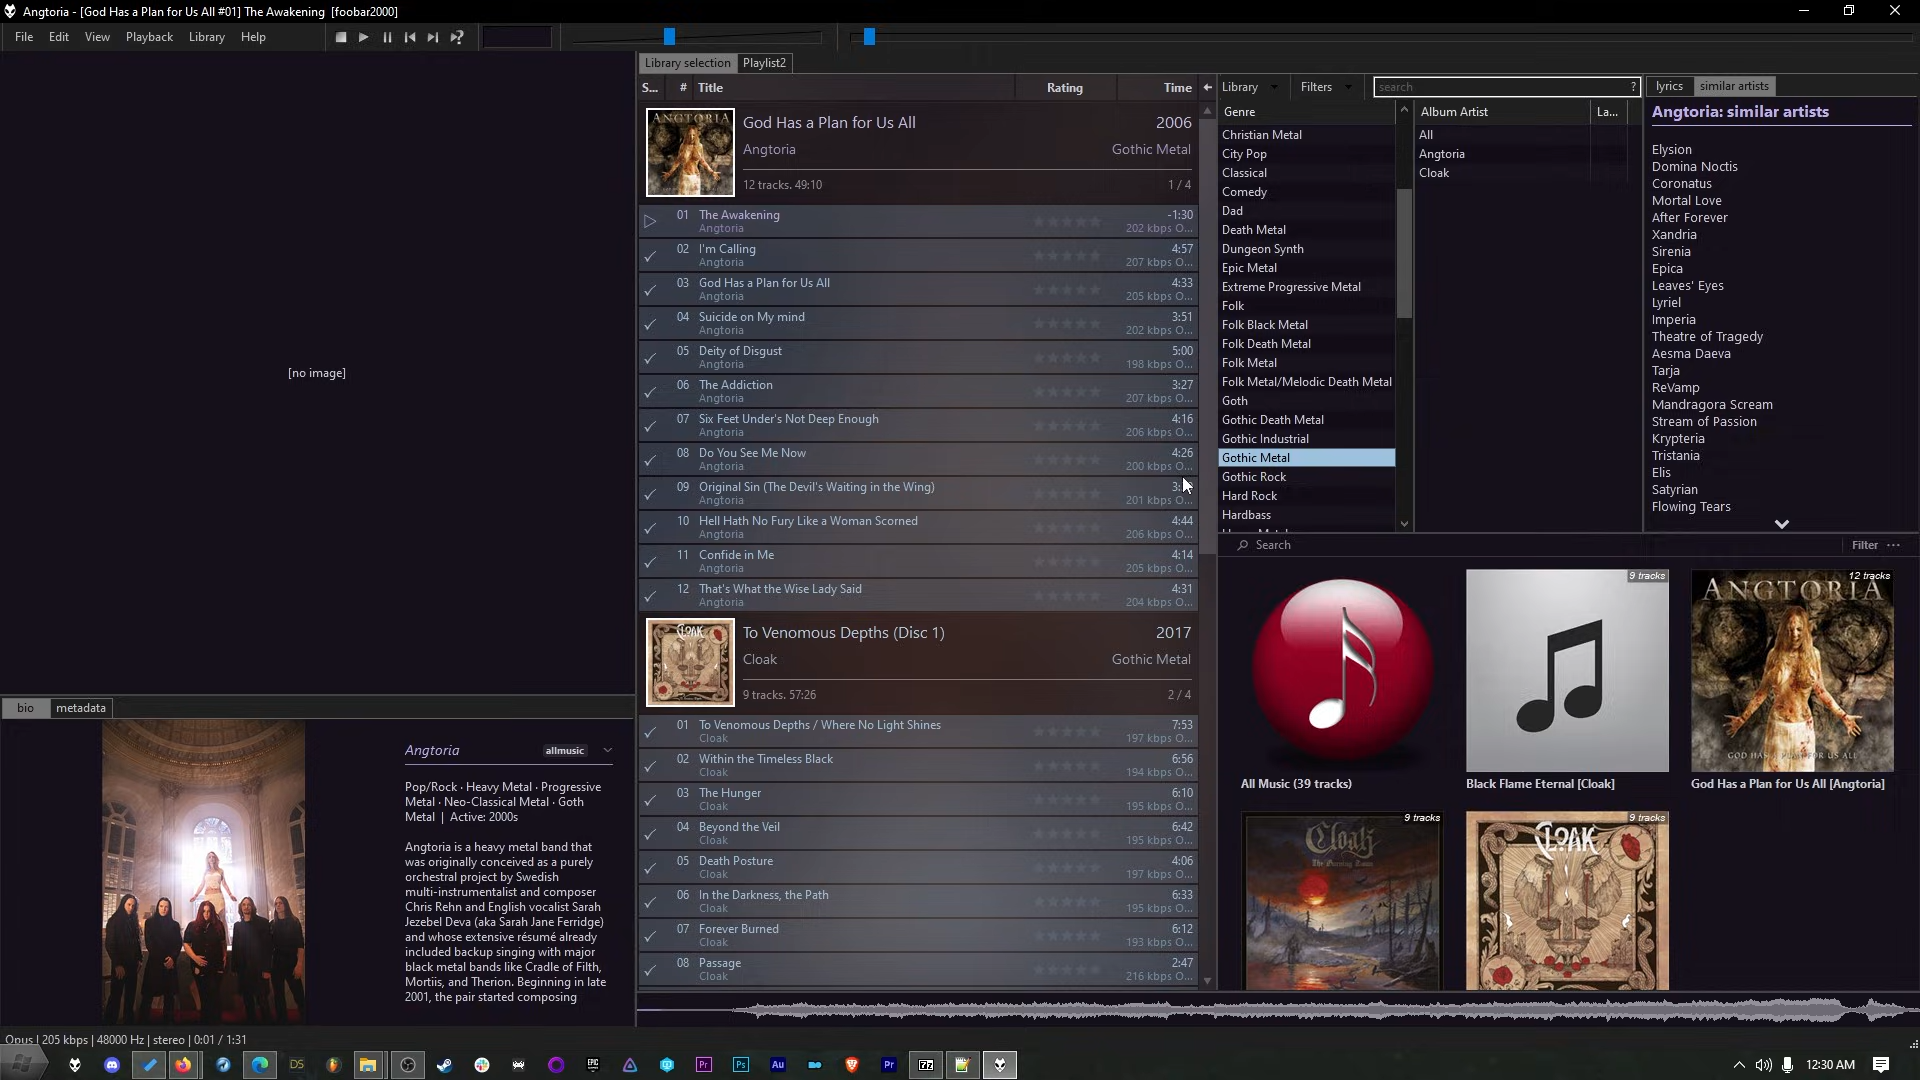 Angtoria - [God Has a Plan for Us All #01] The Awakening  [foobar2000]
File Edit View Playback Library Help
Library selection Playlist2
S... # Title Rating Time
God Has a Plan for Us All 2006
Angtoria Gothic Metal
12 tracks. 49:10 1 / 4
01 The Awakening -1:30
Angtoria 202 kbps O...
02 I'm Calling 4:57
Angtoria 207 kbps O...
03 God Has a Plan for Us All 4:33
Angtoria 205 kbps O...
04 Suicide on My mind 3:51
Angtoria 202 kbps O...
05 Deity of Disgust 5:00
Angtoria 198 kbps O...
06 The Addiction 3:27
Angtoria 207 kbps O...
07 Six Feet Under's Not Deep Enough 4:16
Angtoria 206 kbps O...
08 Do You See Me Now 4:26
Angtoria 200 kbps O...
09 Original Sin (The Devil's Waiting in the Wing)
Angtoria 201 kbps O...
10 Hell Hath No Fury Like a Woman Scorned 4:44
Angtoria 206 kbps O...
11 Confide in Me 4:14
Angtoria 205 kbps O...
12 That's What the Wise Lady Said 4:31
Angtoria 204 kbps O...
To Venomous Depths (Disc 1) 2017
Cloak Gothic Metal
9 tracks. 57:26 2 / 4
01 To Venomous Depths / Where No Light Shines 7:53
Cloak 197 kbps O...
02 Within the Timeless Black 6:56
Cloak 194 kbps O...
03 The Hunger 6:10
Cloak 195 kbps O...
04 Beyond the Veil 6:42
Cloak 195 kbps O...
05 Death Posture 4:06
Cloak 197 kbps O...
06 In the Darkness, the Path 6:33
Cloak 195 kbps O...
07 Forever Burned 6:12
Cloak 193 kbps O...
08 Passage 2:47
Cloak 216 kbps O...
Library Filters search ?
Genre
Christian Metal
City Pop
Classical
Comedy
Dad
Death Metal
Dungeon Synth
Epic Metal
Extreme Progressive Metal
Folk
Folk Black Metal
Folk Death Metal
Folk Metal
Folk Metal/Melodic Death Metal
Goth
Gothic Death Metal
Gothic Industrial
Gothic Metal
Gothic Rock
Hard Rock
Hardbass
Album Artist La...
All
Angtoria
Cloak
lyrics similar artists
Angtoria: similar artists
Elysion
Domina Noctis
Coronatus
Mortal Love
After Forever
Xandria
Sirenia
Epica
Leaves' Eyes
Lyriel
Imperia
Theatre of Tragedy
Aesma Daeva
Tarja
ReVamp
Mandragora Scream
Stream of Passion
Krypteria
Tristania
Elis
Satyrian
Flowing Tears
Search Filter ...
9 tracks
12 tracks
ANGTORIA
GOD HAS A PLAN FOR US ALL
All Music (39 tracks)
Black Flame Eternal [Cloak]
God Has a Plan for Us All [Angtoria]
9 tracks
Cloak
The Burning Dawn
9 tracks
CLOAK
[no image]
bio metadata
Angtoria allmusic
Pop/Rock · Heavy Metal · Progressive
Metal · Neo-Classical Metal · Goth
Metal | Active: 2000s
Angtoria is a heavy metal band that
was originally conceived as a purely
orchestral project by Swedish
multi-instrumentalist and composer
Chris Rehn and English vocalist Sarah
Jezebel Deva (aka Sarah Jane Ferridge)
and whose extensive résumé already
included backup singing with major
black metal bands like Cradle of Filth,
Mortiis, and Therion. Beginning in late
2001, the pair started composing
Opus | 205 kbps | 48000 Hz | stereo | 0:01 / 1:31
DS
EPIC
Pr
Ps
Au
Pr
12:30 AM